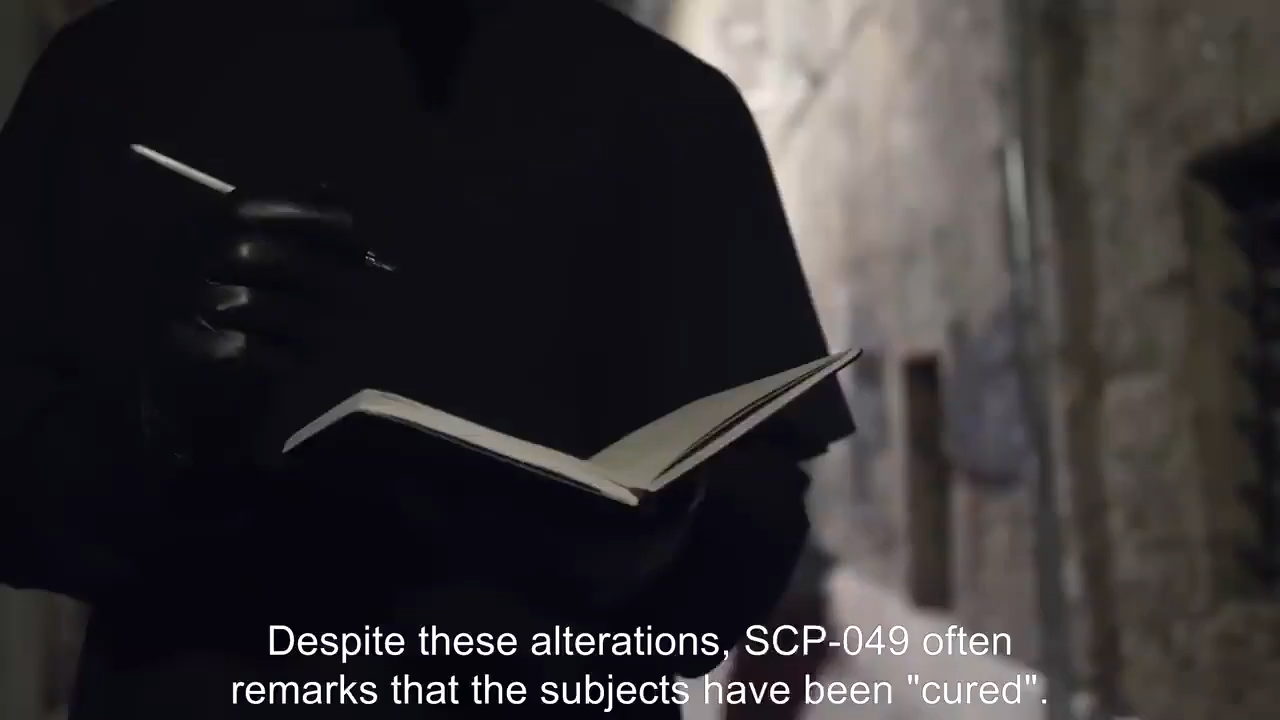 Despite these alterations, SCP-049 often
remarks that the subjects have been "cured".